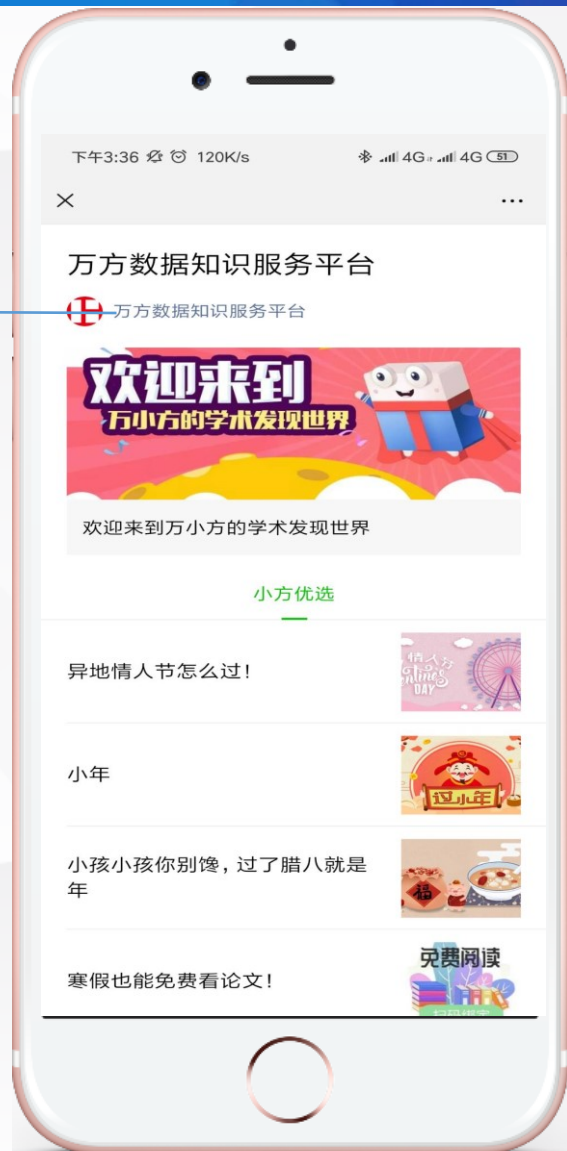 下午3:36 120K/s 4G 4G 51
万方数据知识服务平台
万方数据知识服务平台
欢迎来到
万小方的学术发现世界
欢迎来到万小方的学术发现世界
小方优选
异地情人节怎么过!
情人节
Valentine's
DAY
小年
过小年
小孩小孩你别馋,过了腊八就是
年
福
免费阅读
寒假也能免费看论文!